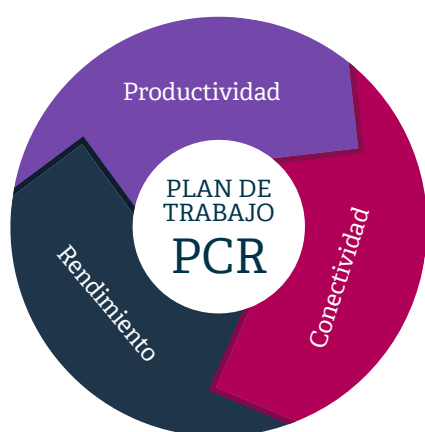 Productividad
PLAN DE
TRABAJO
PCR
Conectividad
Rendimiento